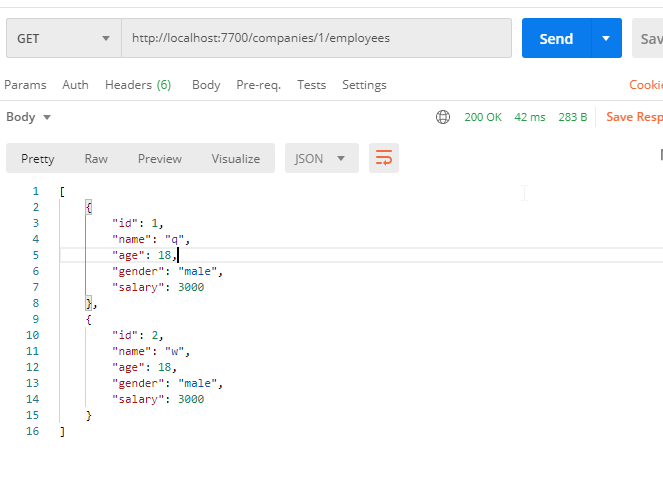 GET http://localhost:7700/companies/1/employees Send Sav
Params Auth Headers (6) Body Pre-req. Tests Settings Cookie
Body 200 OK 42 ms 283 B Save Resp
Pretty Raw Preview Visualize JSON
1 [
2 {
3 "id": 1,
4 "name": "q",
5 "age": 18,
6 "gender": "male",
7 "salary": 3000
8 },
9 {
10 "id": 2,
11 "name": "w",
12 "age": 18,
13 "gender": "male",
14 "salary": 3000
15 }
16 ]